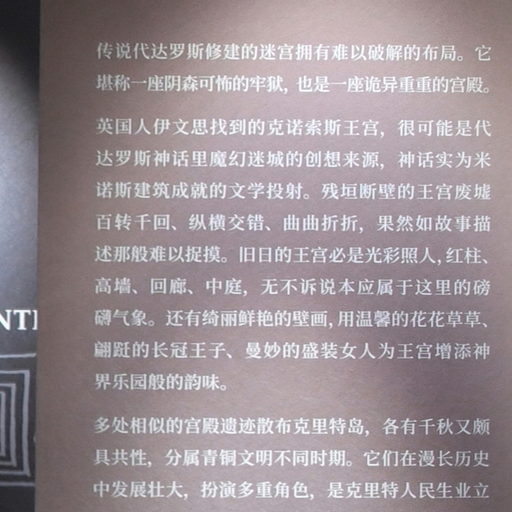 传说代达罗斯修建的迷宫拥有难以破解的布局。它
堪称一座阴森可怖的牢狱，也是一座诡异重重的宫殿。
英国人伊文思找到的克诺索斯王宫，很可能是代
达罗斯神话里魔幻迷城的创想来源，神话实为米
诺斯建筑成就的文学投射。残垣断壁的王宫废墟
百转千回、纵横交错、曲曲折折，果然如故事描
述那般难以捉摸。旧日的王宫必是光彩照人，红柱、
高墙、回廊、中庭，无不诉说本应属于这里的磅
礴气象。还有绮丽鲜艳的壁画，用温馨的花花草草、
翩跹的长冠王子、曼妙的盛装女人为王宫增添神
界乐园般的韵味。
多处相似的宫殿遗迹散布克里特岛，各有千秋又颇
具共性，分属青铜文明不同时期。它们在漫长历史
中发展壮大，扮演多重角色，是克里特人民生业立
NTI